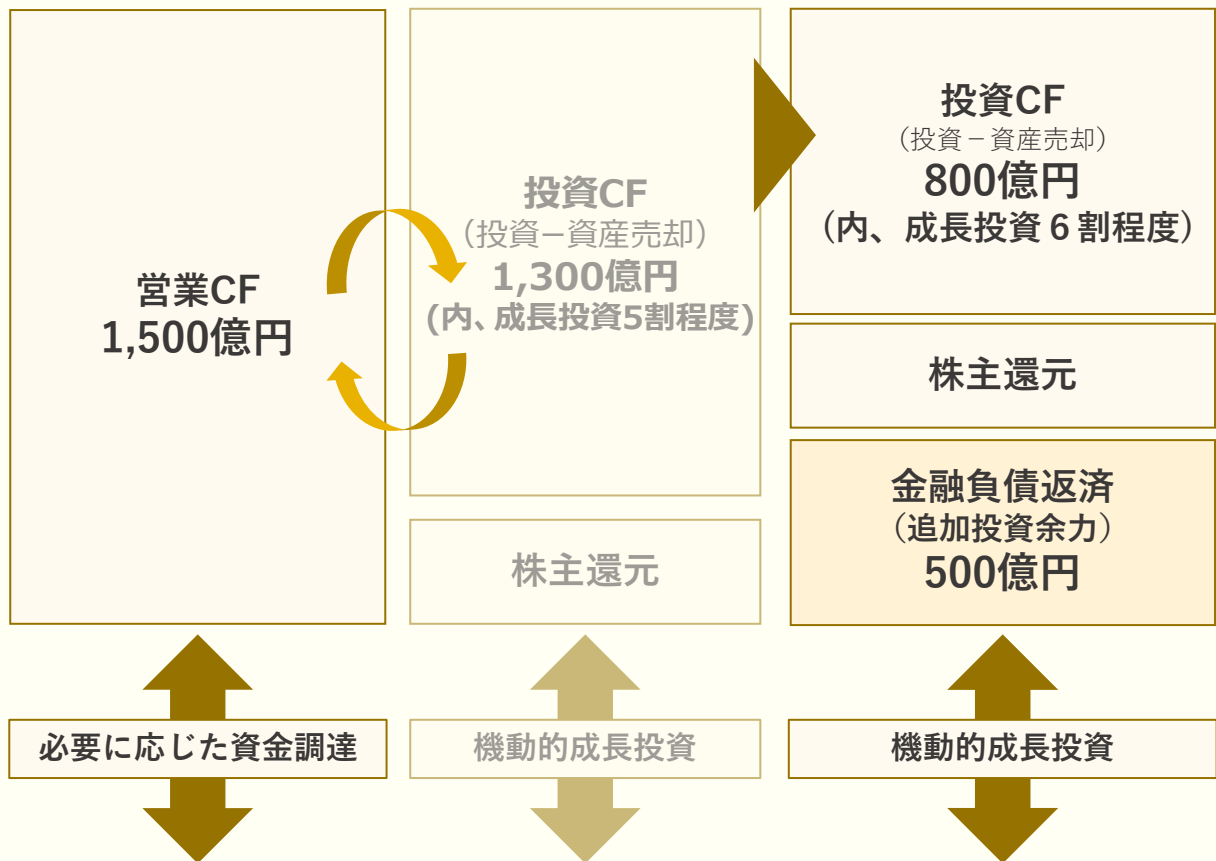 営業CF
1,500億円
必要に応じた資金調達
投資CF
（投資−資産売却）
1,300億円
(内、成長投資5割程度)
株主還元
機動的成長投資
投資CF
（投資－資産売却）
800億円
（内、成長投資６割程度）
株主還元
金融負債返済
（追加投資余力）
500億円
機動的成長投資